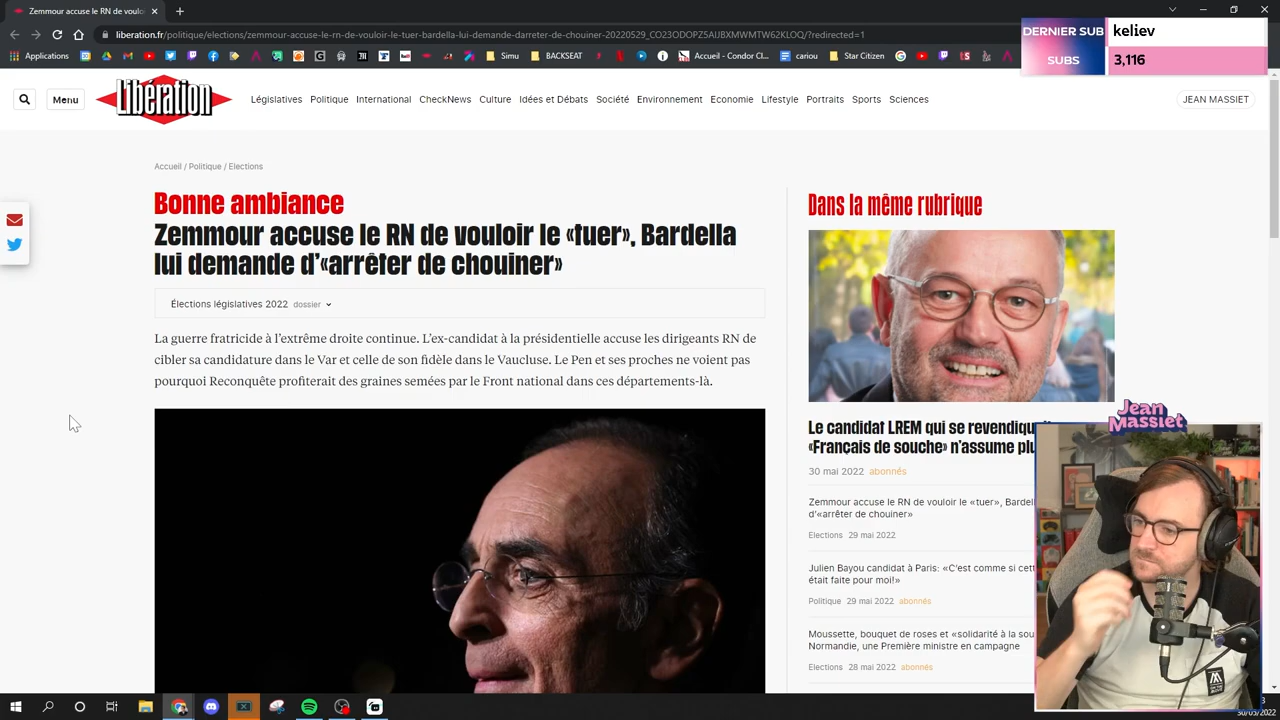 Zemmour accuse le RN de vouloir
liberation.fr/politique/elections/zemmour-accuse-le-rn-de-vouloir-le-tuer-bardella-lui-demande-darreter-de-chouiner-20220529_CO23ODOPZ5AIJBXMWMTW62KLOQ/?redirected=1
Applications
Simu
BACKSEAT
Accueil - Condor Cl...
cariou
Star Citizen
DERNIER SUB
keliev
SUBS
3,116
Menu
Libération
Législatives
Politique
International
CheckNews
Culture
Idées et Débats
Société
Environnement
Economie
Lifestyle
Portraits
Sports
Sciences
JEAN MASSIET
Accueil / Politique / Elections
Bonne ambiance
Zemmour accuse le RN de vouloir le «tuer», Bardella
lui demande d’«arrêter de chouiner»
Élections législatives 2022 dossier
La guerre fratricide à l’extrême droite continue. L’ex-candidat à la présidentielle accuse les dirigeants RN de
cibler sa candidature dans le Var et celle de son fidèle dans le Vaucluse. Le Pen et ses proches ne voient pas
pourquoi Reconquête profiterait des graines semées par le Front national dans ces départements-là.
Dans la même rubrique
Le candidat LREM qui se revendiqu
«Français de souche» n’assume plu
30 mai 2022 abonnés
Zemmour accuse le RN de vouloir le «tuer», Bardel
d’«arrêter de chouiner»
Elections 29 mai 2022
Julien Bayou candidat à Paris: «C’est comme si cett
était faite pour moi!»
Politique 29 mai 2022 abonnés
Moussette, bouquet de roses et «solidarité à la sou
Normandie, une Première ministre en campagne
Elections 28 mai 2022 abonnés
Jean
Massiet
30/05/2022